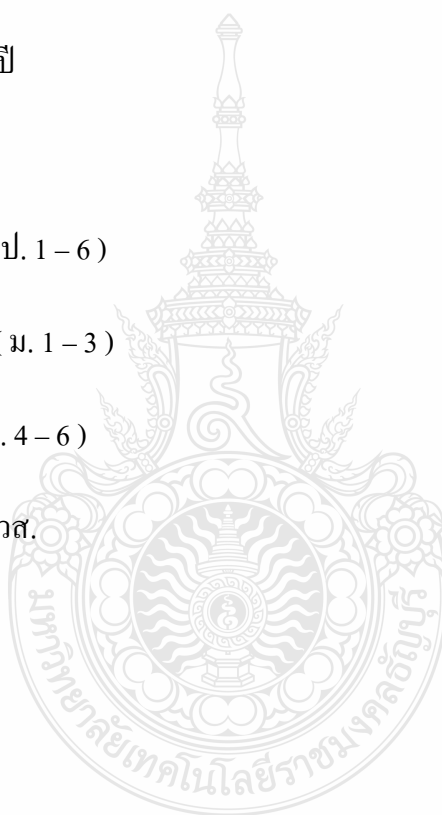 ปี
ป. 1 – 6 )
( ม. 1 – 3 )
. 4 – 6 )
วส.
มหาวิทยาลัยเทคโนโลยีราชมงคลธัญบุรี